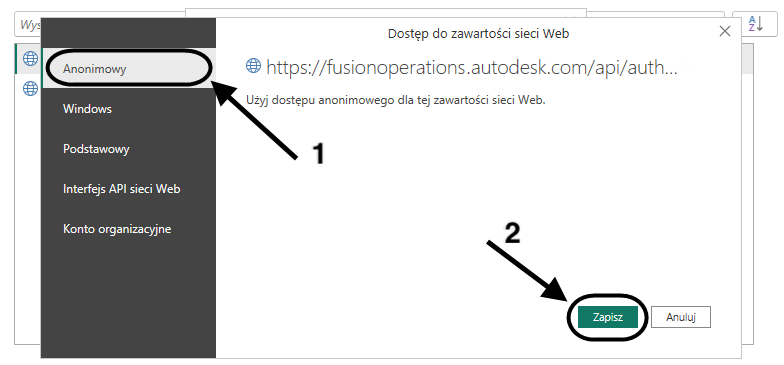 Wys
A
Z
Dostęp do zawartości sieci Web
Anonimowy
Windows
Podstawowy
Interfejs API sieci Web
Konto organizacyjne
https://fusionoperations.autodesk.com/api/auth...
Użyj dostępu anonimowego dla tej zawartości sieci Web.
1
2
Zapisz
Anuluj